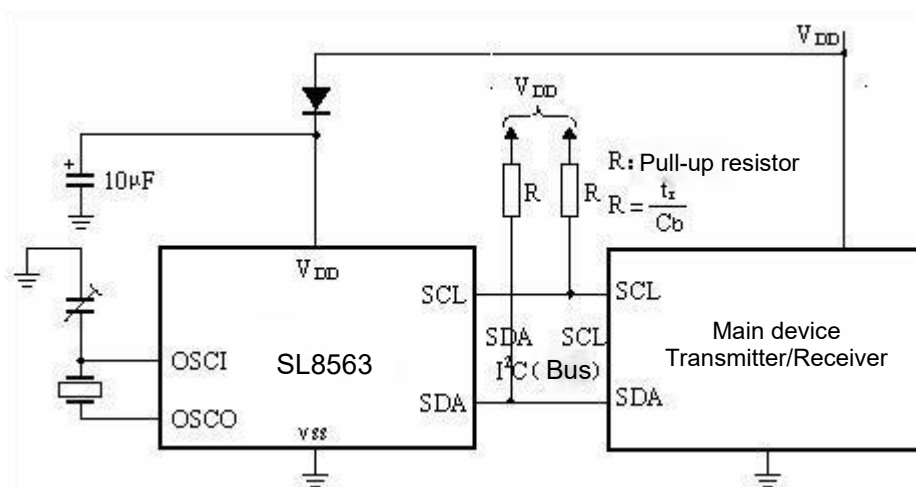 VDD
VDD
R: Pull-up resistor
R = tr/Cb
R
R
+
10μF
VDD
SCL
SCL
OSCI
SL8563
SDA
SCL
I²C (Bus)
Main device
Transmitter/Receiver
OSCO
SDA
SDA
VSS